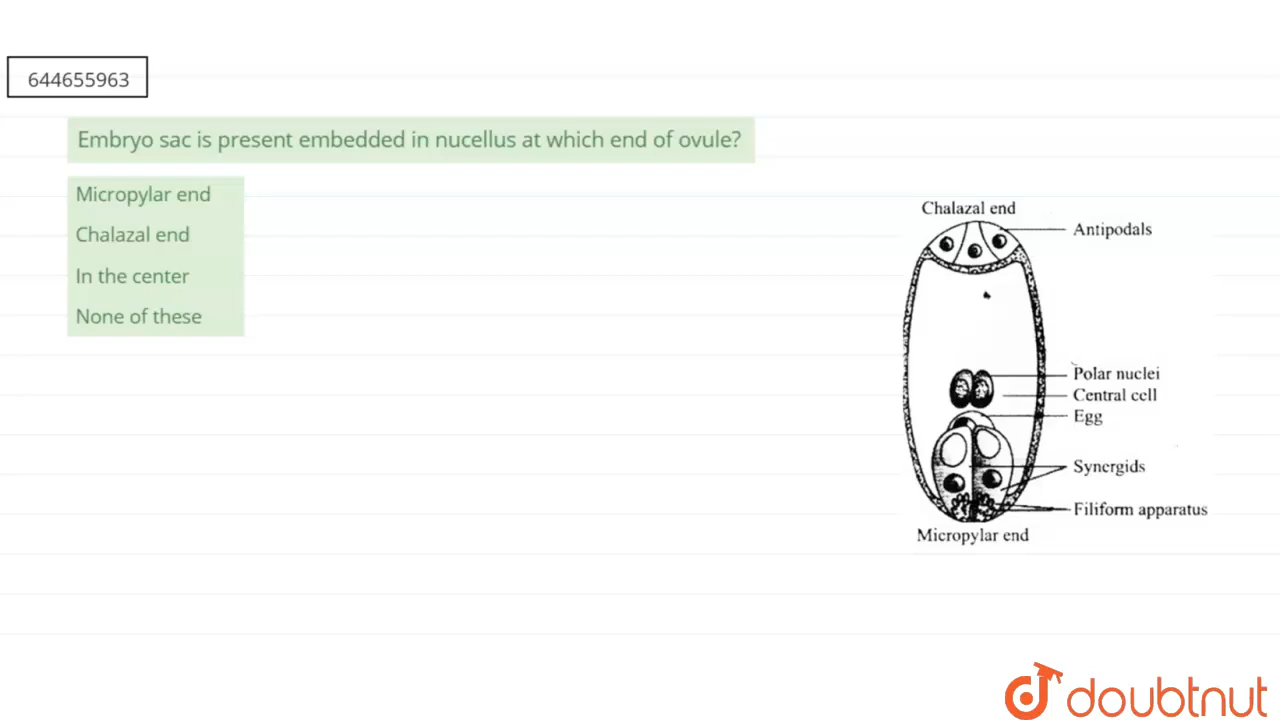 644655963
Embryo sac is present embedded in nucellus at which end of ovule?
Micropylar end
Chalazal end
In the center
None of these
Chalazal end
Antipodals
Polar nuclei
Central cell
Egg
Synergids
Filiform apparatus
Micropylar end
doubtnut